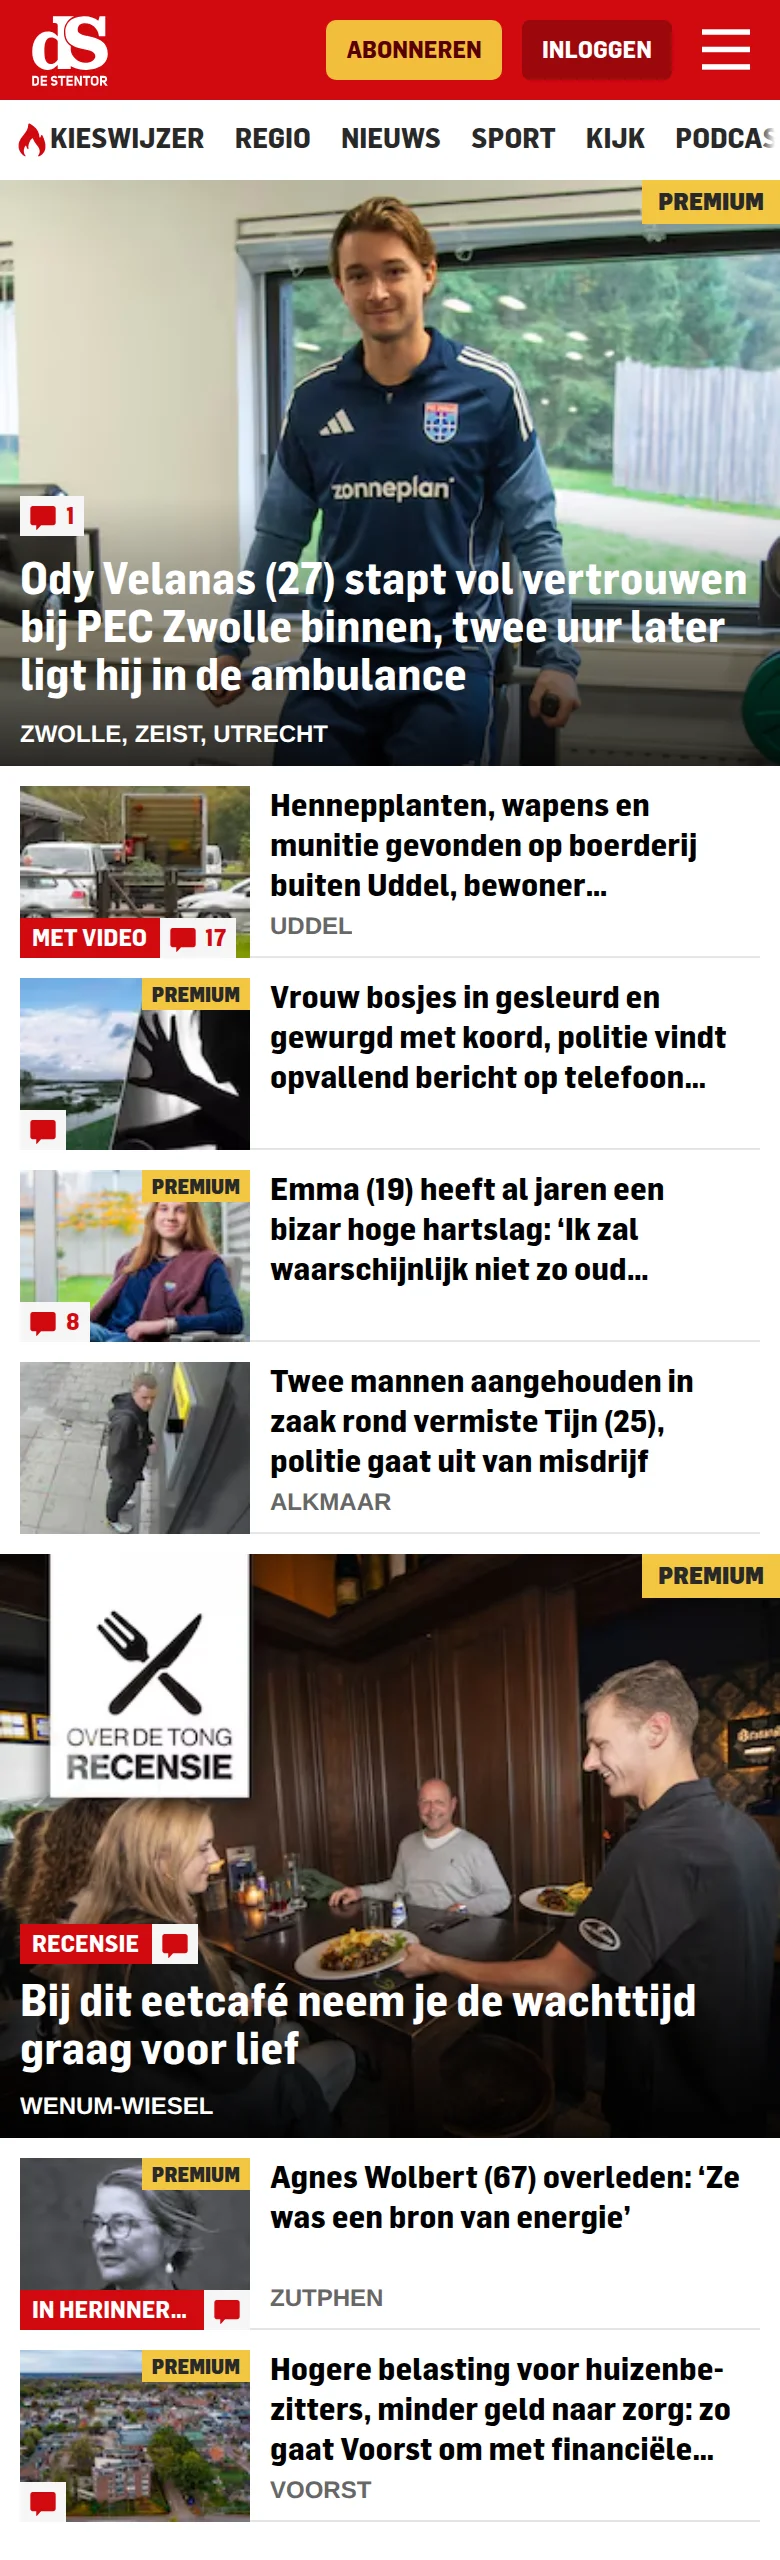 dS
DE STENTOR
ABONNEREN
INLOGGEN
KIESWIJZER REGIO NIEUWS SPORT KIJK PODCAS
PREMIUM
zonneplan
1
Ody Velanas (27) stapt vol vertrouwen
bij PEC Zwolle binnen, twee uur later
ligt hij in de ambulance
ZWOLLE, ZEIST, UTRECHT
Hennepplanten, wapens en
munitie gevonden op boerderij
buiten Uddel, bewoner...
UDDEL
MET VIDEO
17
PREMIUM
Vrouw bosjes in gesleurd en
gewurgd met koord, politie vindt
opvallend bericht op telefoon...
PREMIUM
Emma (19) heeft al jaren een
bizar hoge hartslag: ‘Ik zal
waarschijnlijk niet zo oud...
8
Twee mannen aangehouden in
zaak rond vermiste Tijn (25),
politie gaat uit van misdrijf
ALKMAAR
PREMIUM
OVER DE TONG
RECENSIE
RECENSIE
Bij dit eetcafé neem je de wachttijd
graag voor lief
WENUM-WIESEL
PREMIUM
Agnes Wolbert (67) overleden: ‘Ze
was een bron van energie’
ZUTPHEN
IN HERINNER...
PREMIUM
Hogere belasting voor huizenbe-
zitters, minder geld naar zorg: zo
gaat Voorst om met financiële...
VOORST